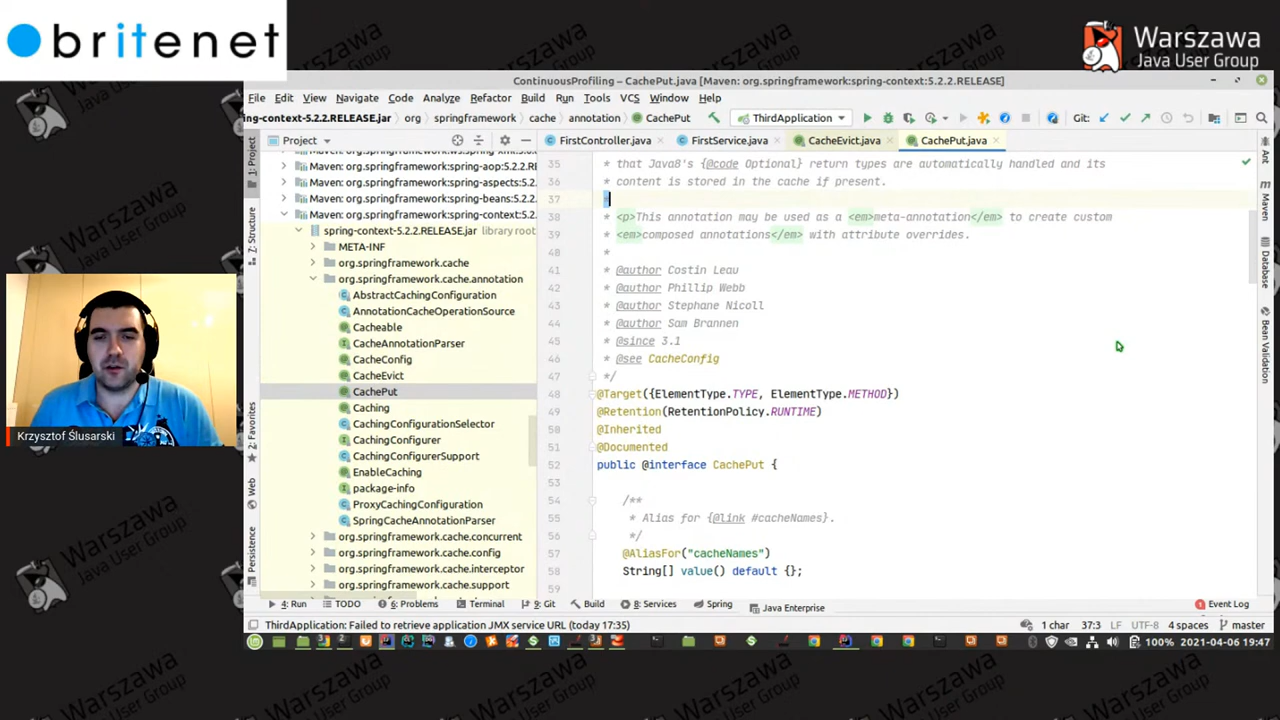 britenet
Warszawa
Java User Group
ContinuousProfiling – CachePut.java [Maven: org.springframework:spring-context:5.2.2.RELEASE]
File Edit View Navigate Code Analyze Refactor Build Run Tools VCS Window Help
ng-context-5.2.2.RELEASE.jar org springframework cache annotation CachePut ThirdApplication Git:
1: Project
Project
FirstController.java FirstService.java CacheEvict.java CachePut.java
Maven: org.springframework:spring-aop:5.2.2
Maven: org.springframework:spring-aspects:5.2
Maven: org.springframework:spring-beans:5.2.2
Maven: org.springframework:spring-context:5.2
spring-context-5.2.2.RELEASE.jar library root
META-INF
org.springframework.cache
org.springframework.cache.annotation
AbstractCachingConfiguration
AnnotationCacheOperationSource
Cacheable
CacheAnnotationParser
CacheConfig
CacheEvict
CachePut
Caching
CachingConfigurationSelector
CachingConfigurer
CachingConfigurerSupport
EnableCaching
package-info
ProxyCachingConfiguration
SpringCacheAnnotationParser
org.springframework.cache.concurrent
org.springframework.cache.config
org.springframework.cache.interceptor
org.springframework.cache.support
7: Structure
2: Favorites
Web
Persistence
35 * that Java8's {@code Optional} return types are automatically handled and its
36 * content is stored in the cache if present.
37 *
38 * <p>This annotation may be used as a <em>meta-annotation</em> to create custom
39 * <em>composed annotations</em> with attribute overrides.
40 *
41 * @author Costin Leau
42 * @author Phillip Webb
43 * @author Stephane Nicoll
44 * @author Sam Brannen
45 * @since 3.1
46 * @see CacheConfig
47 */
48 @Target({ElementType.TYPE, ElementType.METHOD})
49 @Retention(RetentionPolicy.RUNTIME)
50 @Inherited
51 @Documented
52 public @interface CachePut {
53
54 /**
55 * Alias for {@link #cacheNames}.
56 */
57 @AliasFor("cacheNames")
58 String[] value() default {};
59
Ant
Maven
Database
Bean Validation
Krzysztof Ślusarski
4: Run TODO 6: Problems Terminal 9: Git Build 8: Services Spring Java Enterprise 1 Event Log
ThirdApplication: Failed to retrieve application JMX service URL (today 17:35) 1 char 37:3 LF UTF-8 4 spaces master
100% 2021-04-06 19:47